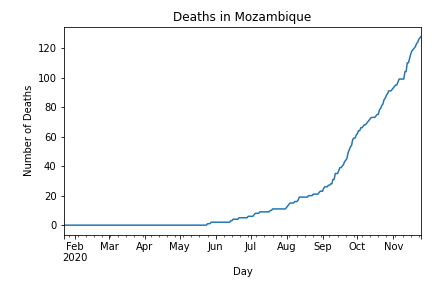 Deaths in Mozambique
Number of Deaths
120
100
80
60
40
20
0
Feb Mar Apr May Jun Jul Aug Sep Oct Nov
2020
Day